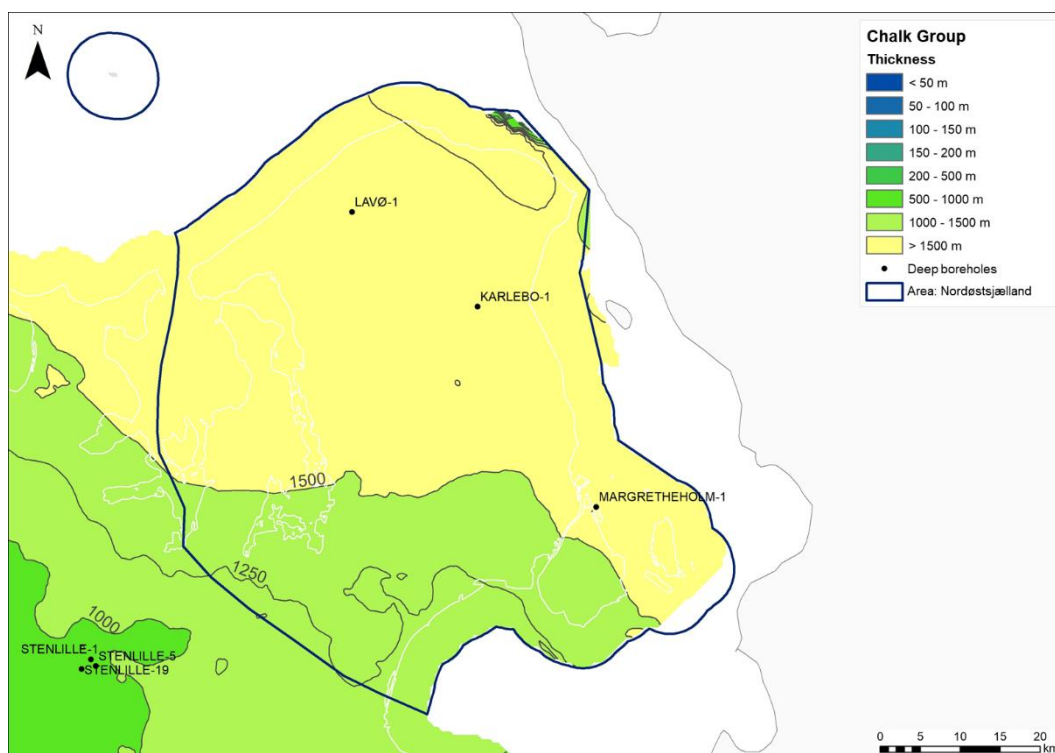 N
Chalk Group
Thickness
< 50 m
50 - 100 m
100 - 150 m
150 - 200 m
200 - 500 m
500 - 1000 m
1000 - 1500 m
> 1500 m
Deep boreholes
Area: Nordøstsjælland
LAVØ-1
KARLEBO-1
1500
MARGRETHEHOLM-1
1250
1000
STENLILLE-1
STENLILLE-5
STENLILLE-19
0 5 10 15 20
km